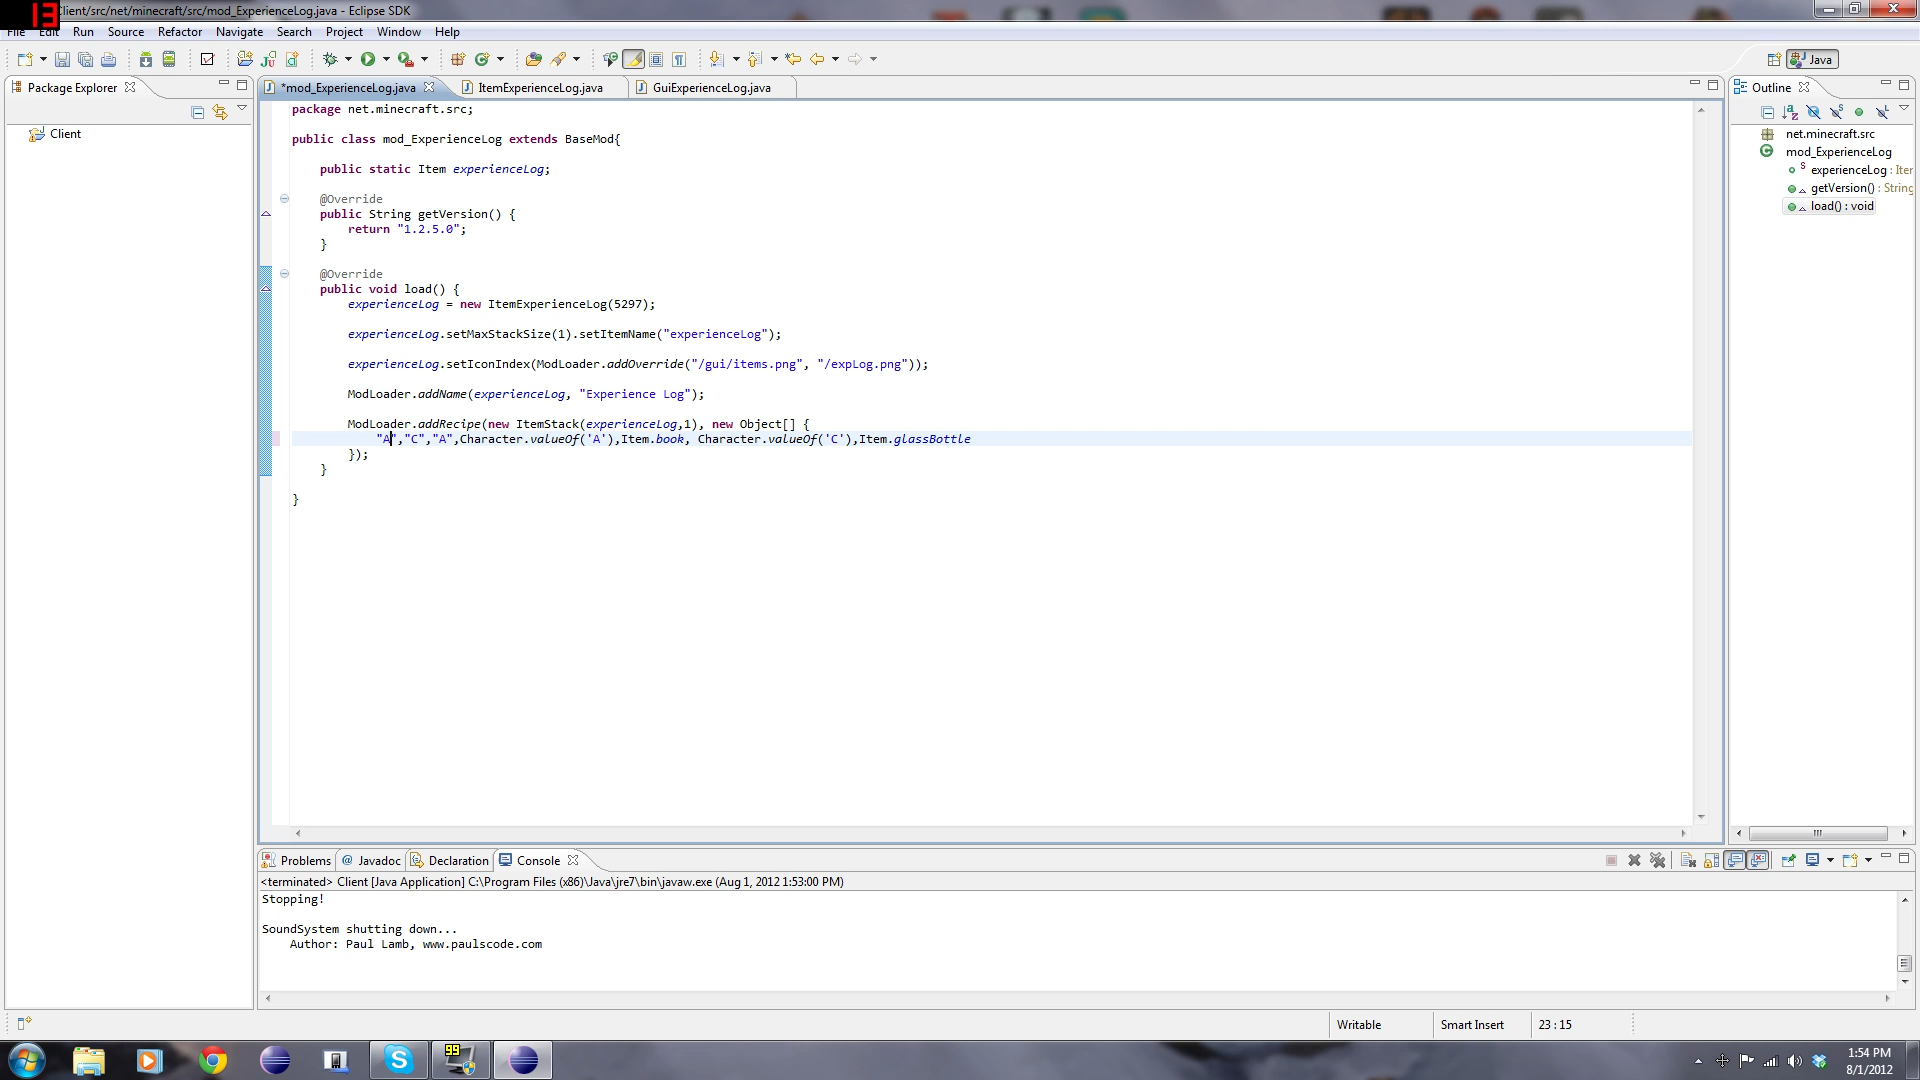 13
Client/src/net/minecraft/src/mod_ExperienceLog.java - Eclipse SDK
File Edit Run Source Refactor Navigate Search Project Window Help
Java
Package Explorer
Client
*mod_ExperienceLog.java ItemExperienceLog.java GuiExperienceLog.java
package net.minecraft.src;
public class mod_ExperienceLog extends BaseMod{
public static Item experienceLog;
@Override
public String getVersion() {
return "1.2.5.0";
}
@Override
public void load() {
experienceLog = new ItemExperienceLog(5297);
experienceLog.setMaxStackSize(1).setItemName("experienceLog");
experienceLog.setIconIndex(ModLoader.addOverride("/gui/items.png", "/expLog.png"));
ModLoader.addName(experienceLog, "Experience Log");
ModLoader.addRecipe(new ItemStack(experienceLog,1), new Object[] {
"A","C","A",Character.valueOf('A'),Item.book, Character.valueOf('C'),Item.glassBottle
});
}
}
Outline
net.minecraft.src
mod_ExperienceLog
experienceLog : Iter
getVersion() : String
load() : void
Problems Javadoc Declaration Console
<terminated> Client [Java Application] C:\Program Files (x86)\Java\jre7\bin\javaw.exe (Aug 1, 2012 1:53:00 PM)
Stopping!
SoundSystem shutting down...
Author: Paul Lamb, www.paulscode.com
Writable Smart Insert 23 : 15
99
1:54 PM
8/1/2012